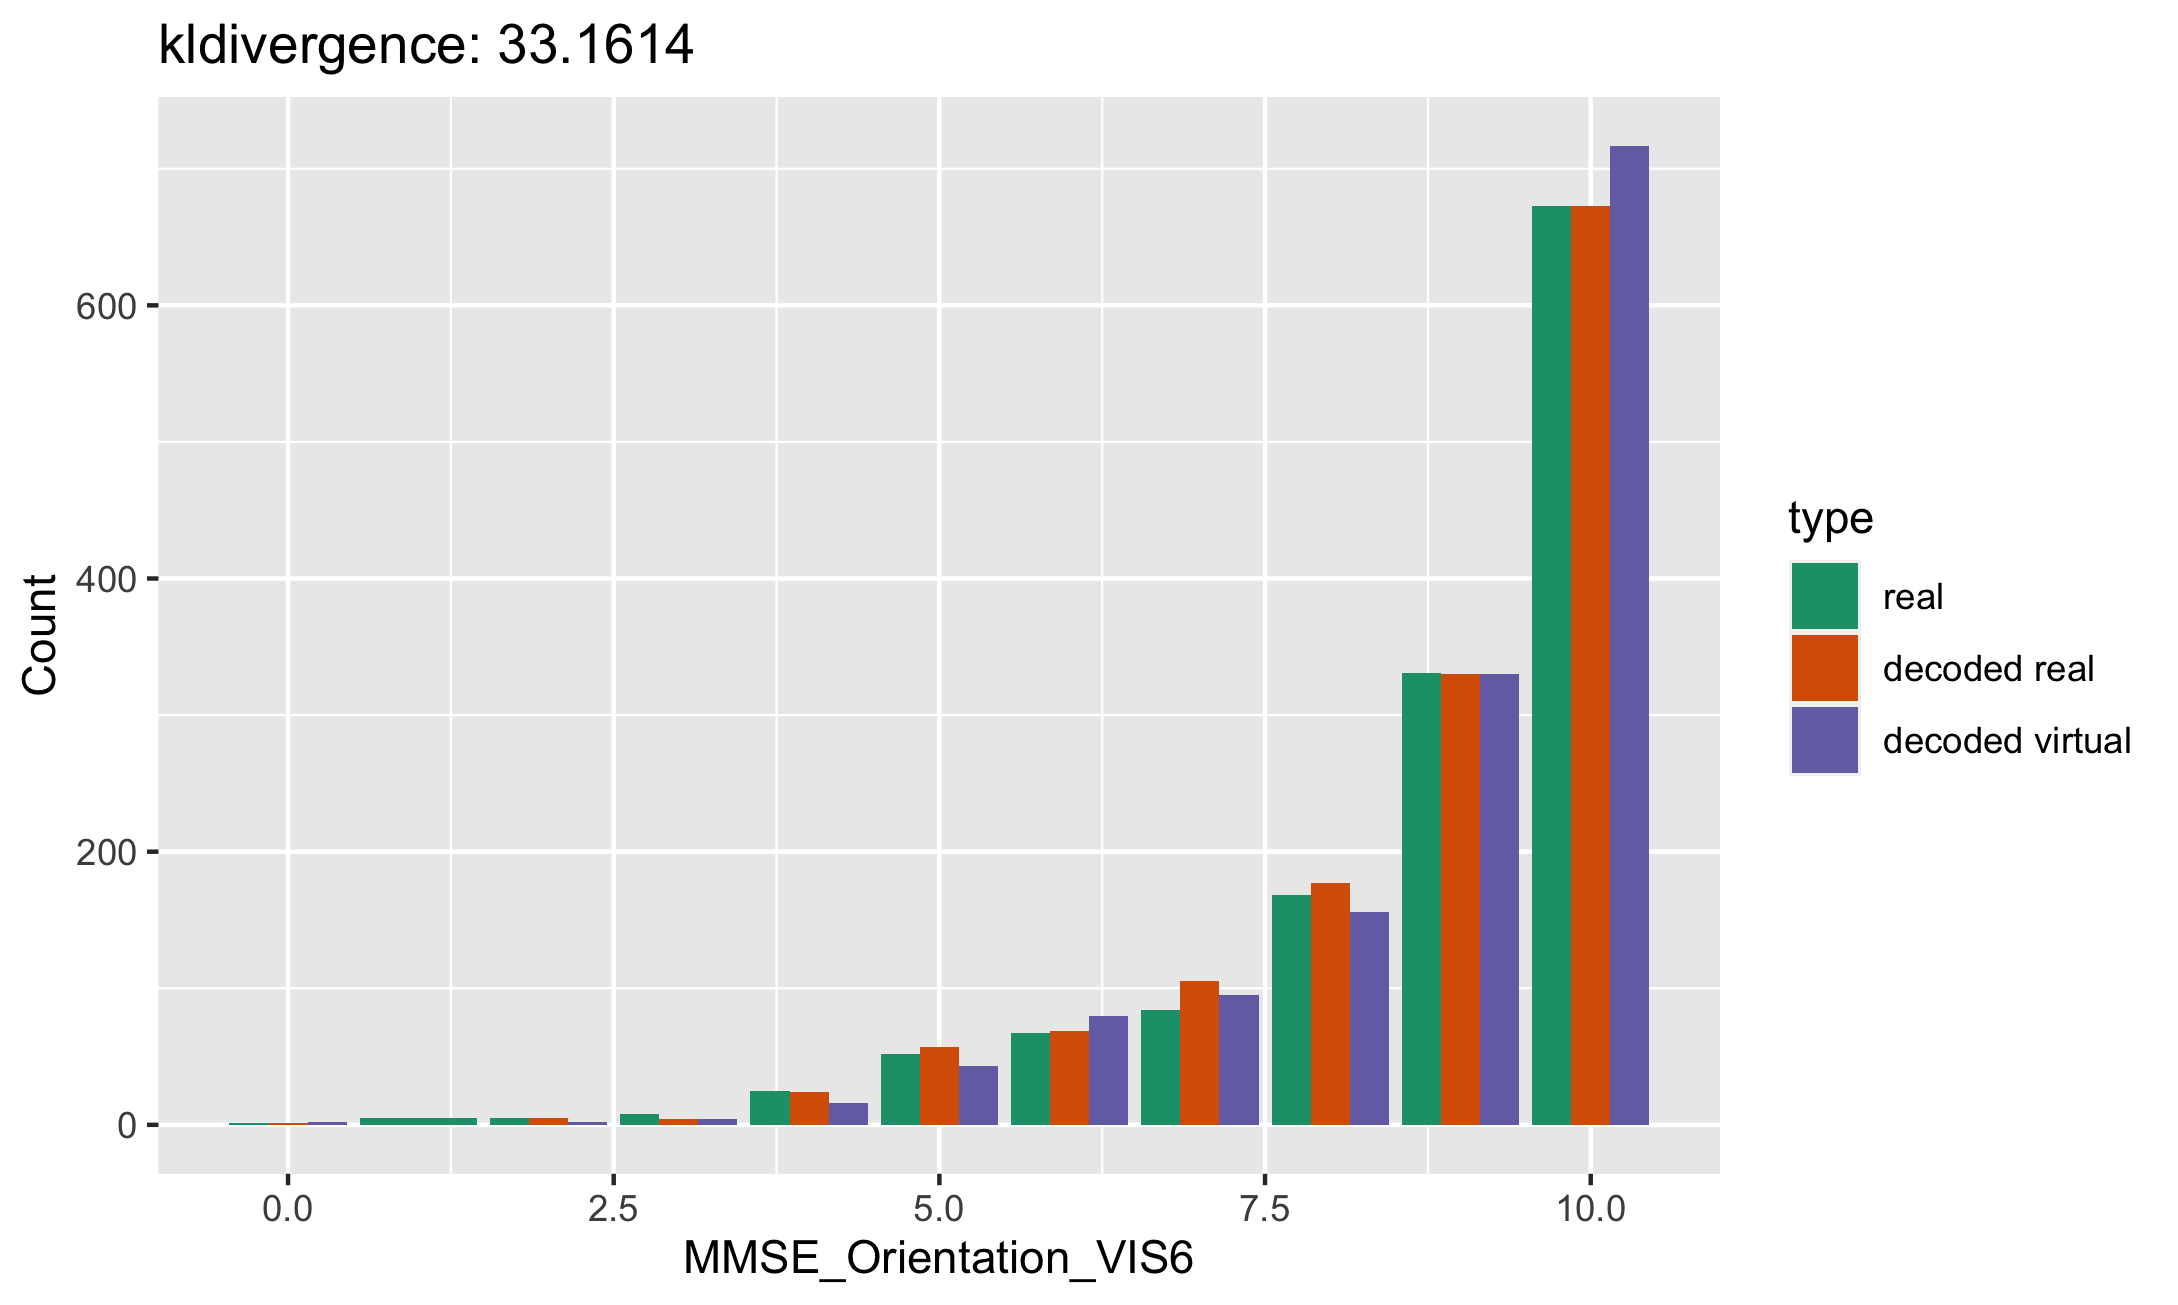 kldivergence: 33.1614
Count
600
400
200
0
0.0 2.5 5.0 7.5 10.0
MMSE_Orientation_VIS6
type
real
decoded real
decoded virtual